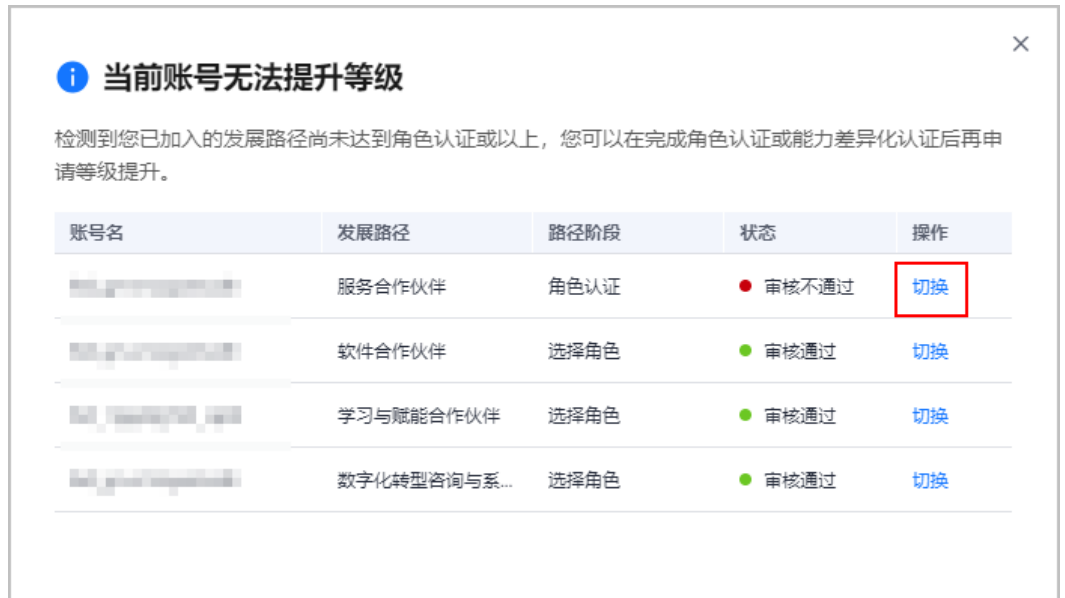 当前账号无法提升等级
检测到您已加入的发展路径尚未达到角色认证或以上，您可以在完成角色认证或能力差异化认证后再申
请等级提升。
账号名 发展路径 路径阶段 状态 操作
服务合作伙伴 角色认证 审核不通过 切换
软件合作伙伴 选择角色 审核通过 切换
学习与赋能合作伙伴 选择角色 审核通过 切换
数字化转型咨询与系... 选择角色 审核通过 切换